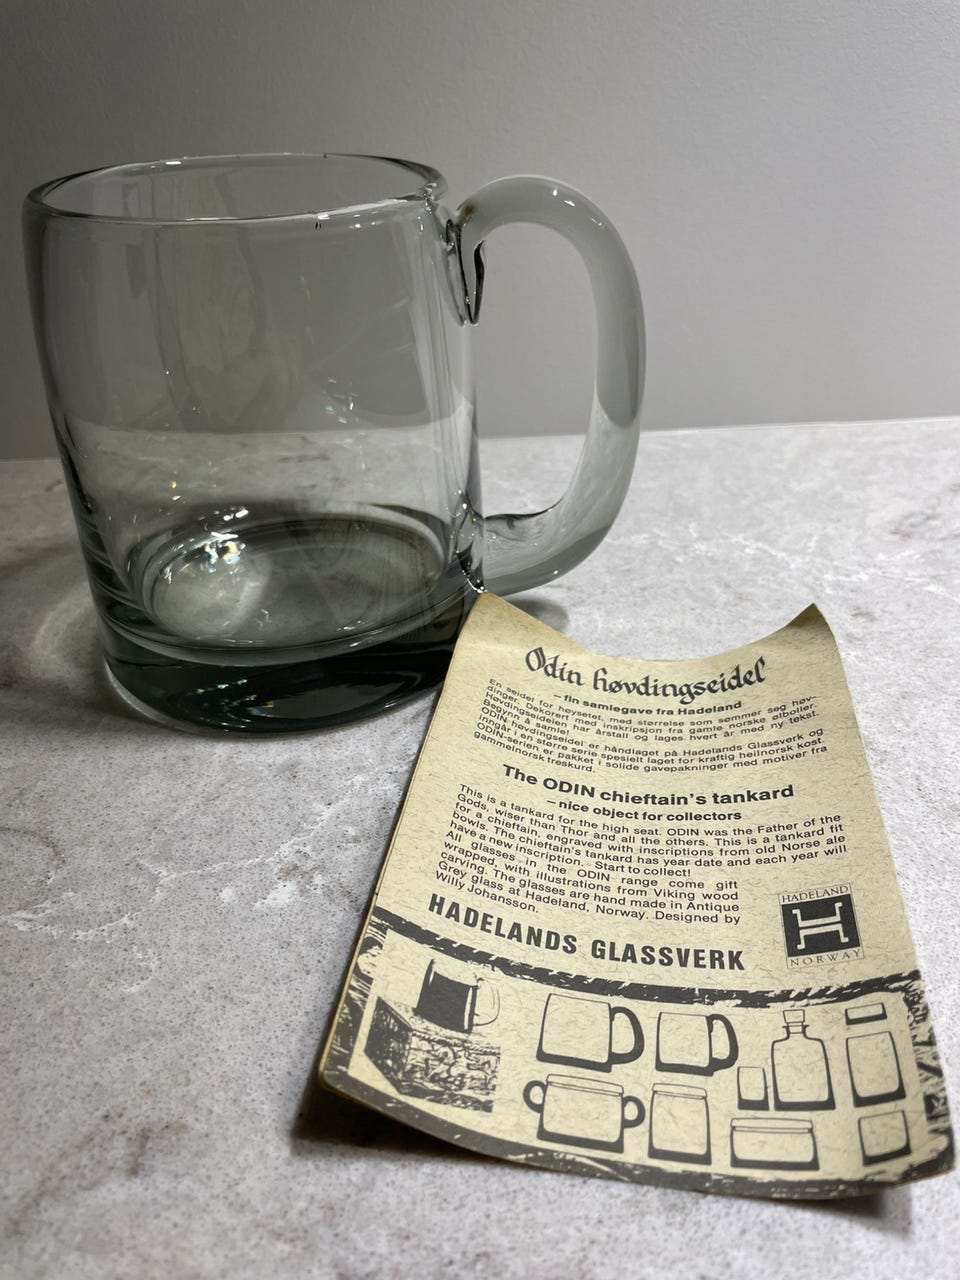 Odin høvdingseidel
– fin samlegave fra Hadeland
En seidel for høysetet, med størrelse som sømmer seg høv-
dinger. Dekorert med inskripsjon fra gamle norske ølboller.
Høvdingseidelen har årstall og lages hvert år med ny tekst.
Begynn å samle!
ODIN høvdingseidel er håndlaget på Hadelands Glassverk og
inngår i en større serie spesielt laget for kraftig heilnorsk kost.
ODIN-serien er pakket i solide gavepakninger med motiver fra
gammelnorsk treskurd.
The ODIN chieftain's tankard
– nice object for collectors
This is a tankard for the high seat. ODIN was the Father of the
Gods, wiser than Thor and all the others. This is a tankard fit
for a chieftain, engraved with inscriptions from old Norse ale
bowls. The chieftain's tankard has year date and each year will
have a new inscription. Start to collect!
All glasses in the ODIN range come gift
wrapped, with illustrations from Viking wood
carving. The glasses are hand made in Antique
Grey glass at Hadeland, Norway. Designed by
Willy Johansson.
HADELANDS GLASSVERK
HADELAND
H
NORWAY